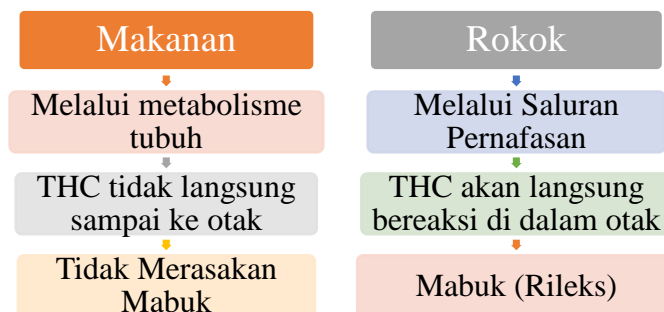 Makanan
Melalui metabolisme
tubuh
THC tidak langsung
sampai ke otak
Tidak Merasakan
Mabuk
Rokok
Melalui Saluran
Pernafasan
THC akan langsung
bereaksi di dalam otak
Mabuk (Rileks)